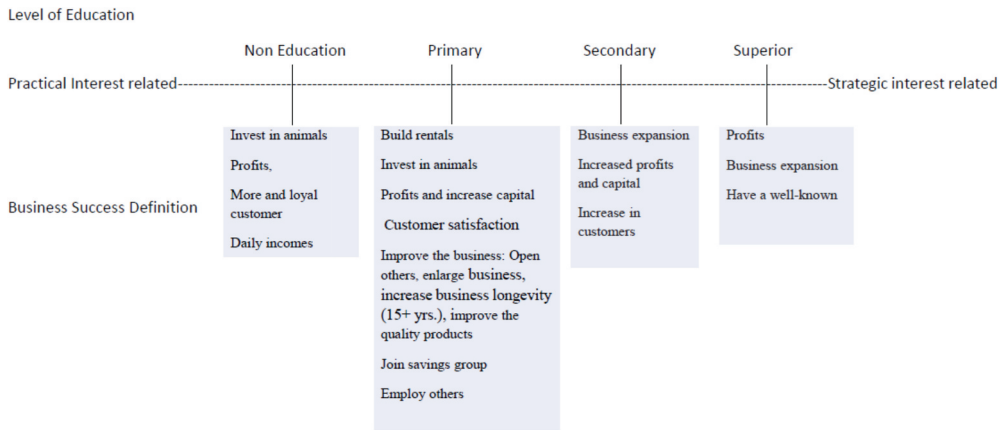 Level of Education
Non Education
Primary
Secondary
Superior
Practical Interest related
Strategic interest related
Business Success Definition
Invest in animals
Profits,
More and loyal
customer
Daily incomes
Build rentals
Invest in animals
Profits and increase capital
Customer satisfaction
Improve the business: Open
others, enlarge business,
increase business longevity
(15+ yrs.), improve the
quality products
Join savings group
Employ others
Business expansion
Increased profits
and capital
Increase in
customers
Profits
Business expansion
Have a well-known